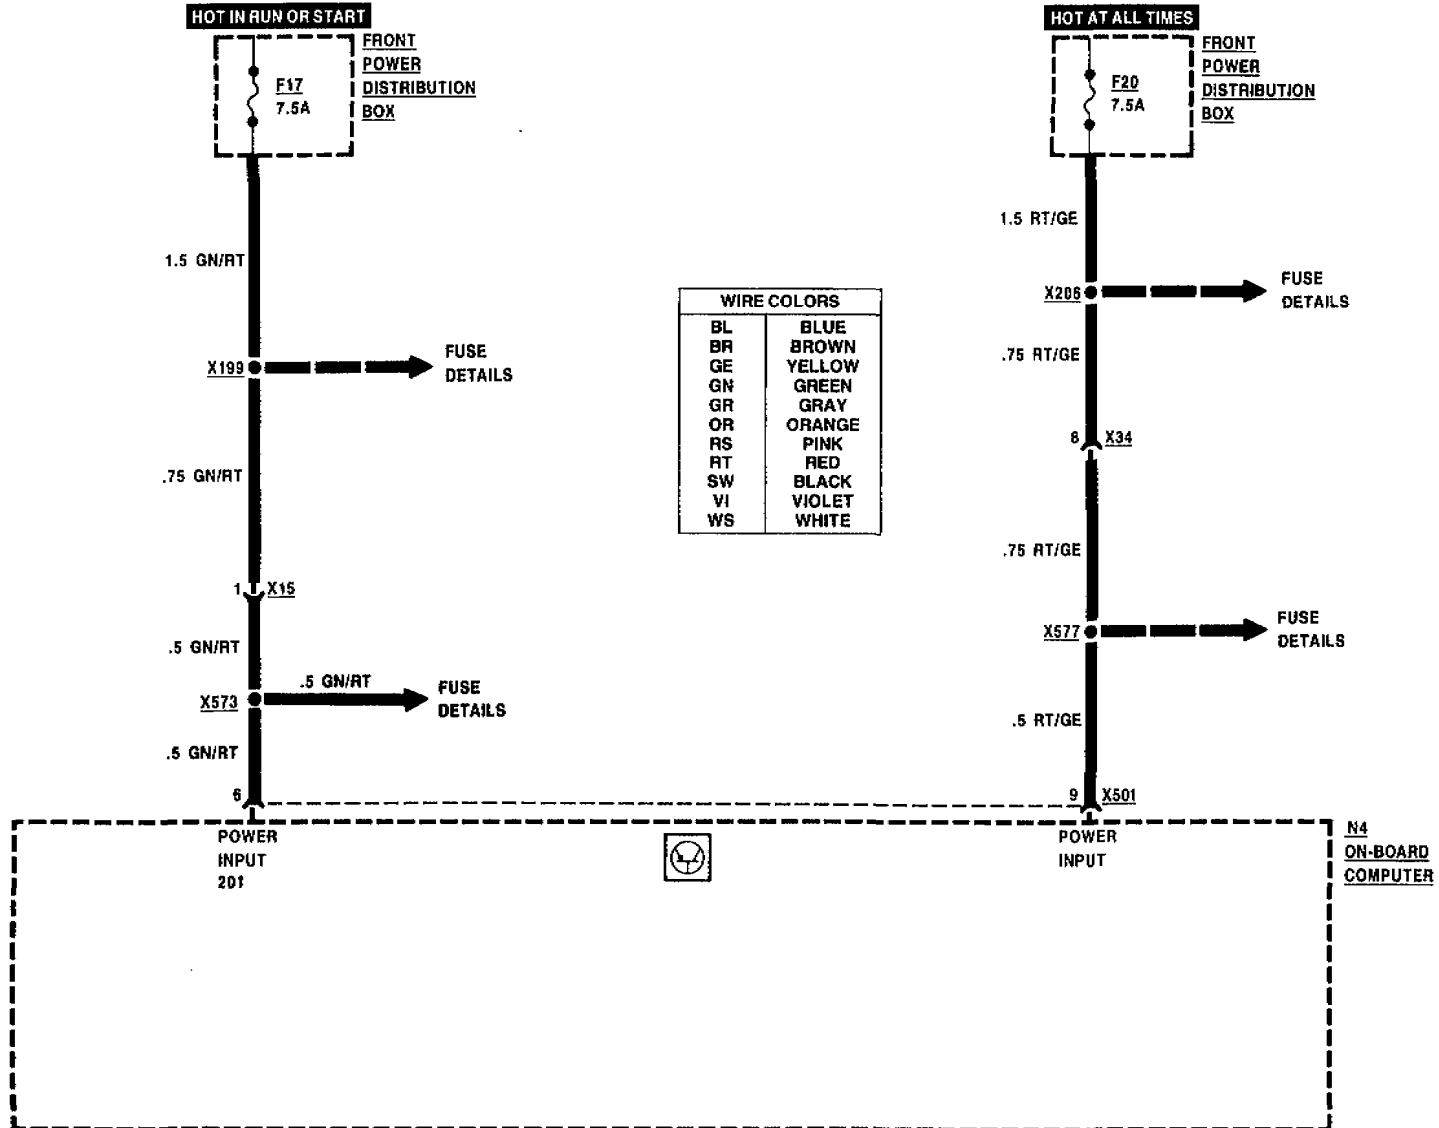 HOT IN RUN OR START
FRONT
POWER
DISTRIBUTION
BOX
F17
7.5A
1.5 GN/RT
X199
FUSE
DETAILS
.75 GN/RT
1
X15
.5 GN/RT
X573
.5 GN/RT
FUSE
DETAILS
.5 GN/RT
6
POWER
INPUT
201
WIRE COLORS
BL BLUE
BR BROWN
GE YELLOW
GN GREEN
GR GRAY
OR ORANGE
RS PINK
RT RED
SW BLACK
VI VIOLET
WS WHITE
HOT AT ALL TIMES
FRONT
POWER
DISTRIBUTION
BOX
F20
7.5A
1.5 RT/GE
X206
FUSE
DETAILS
.75 RT/GE
8
X34
.75 RT/GE
X577
FUSE
DETAILS
.5 RT/GE
9
X501
POWER
INPUT
N4
ON-BOARD
COMPUTER